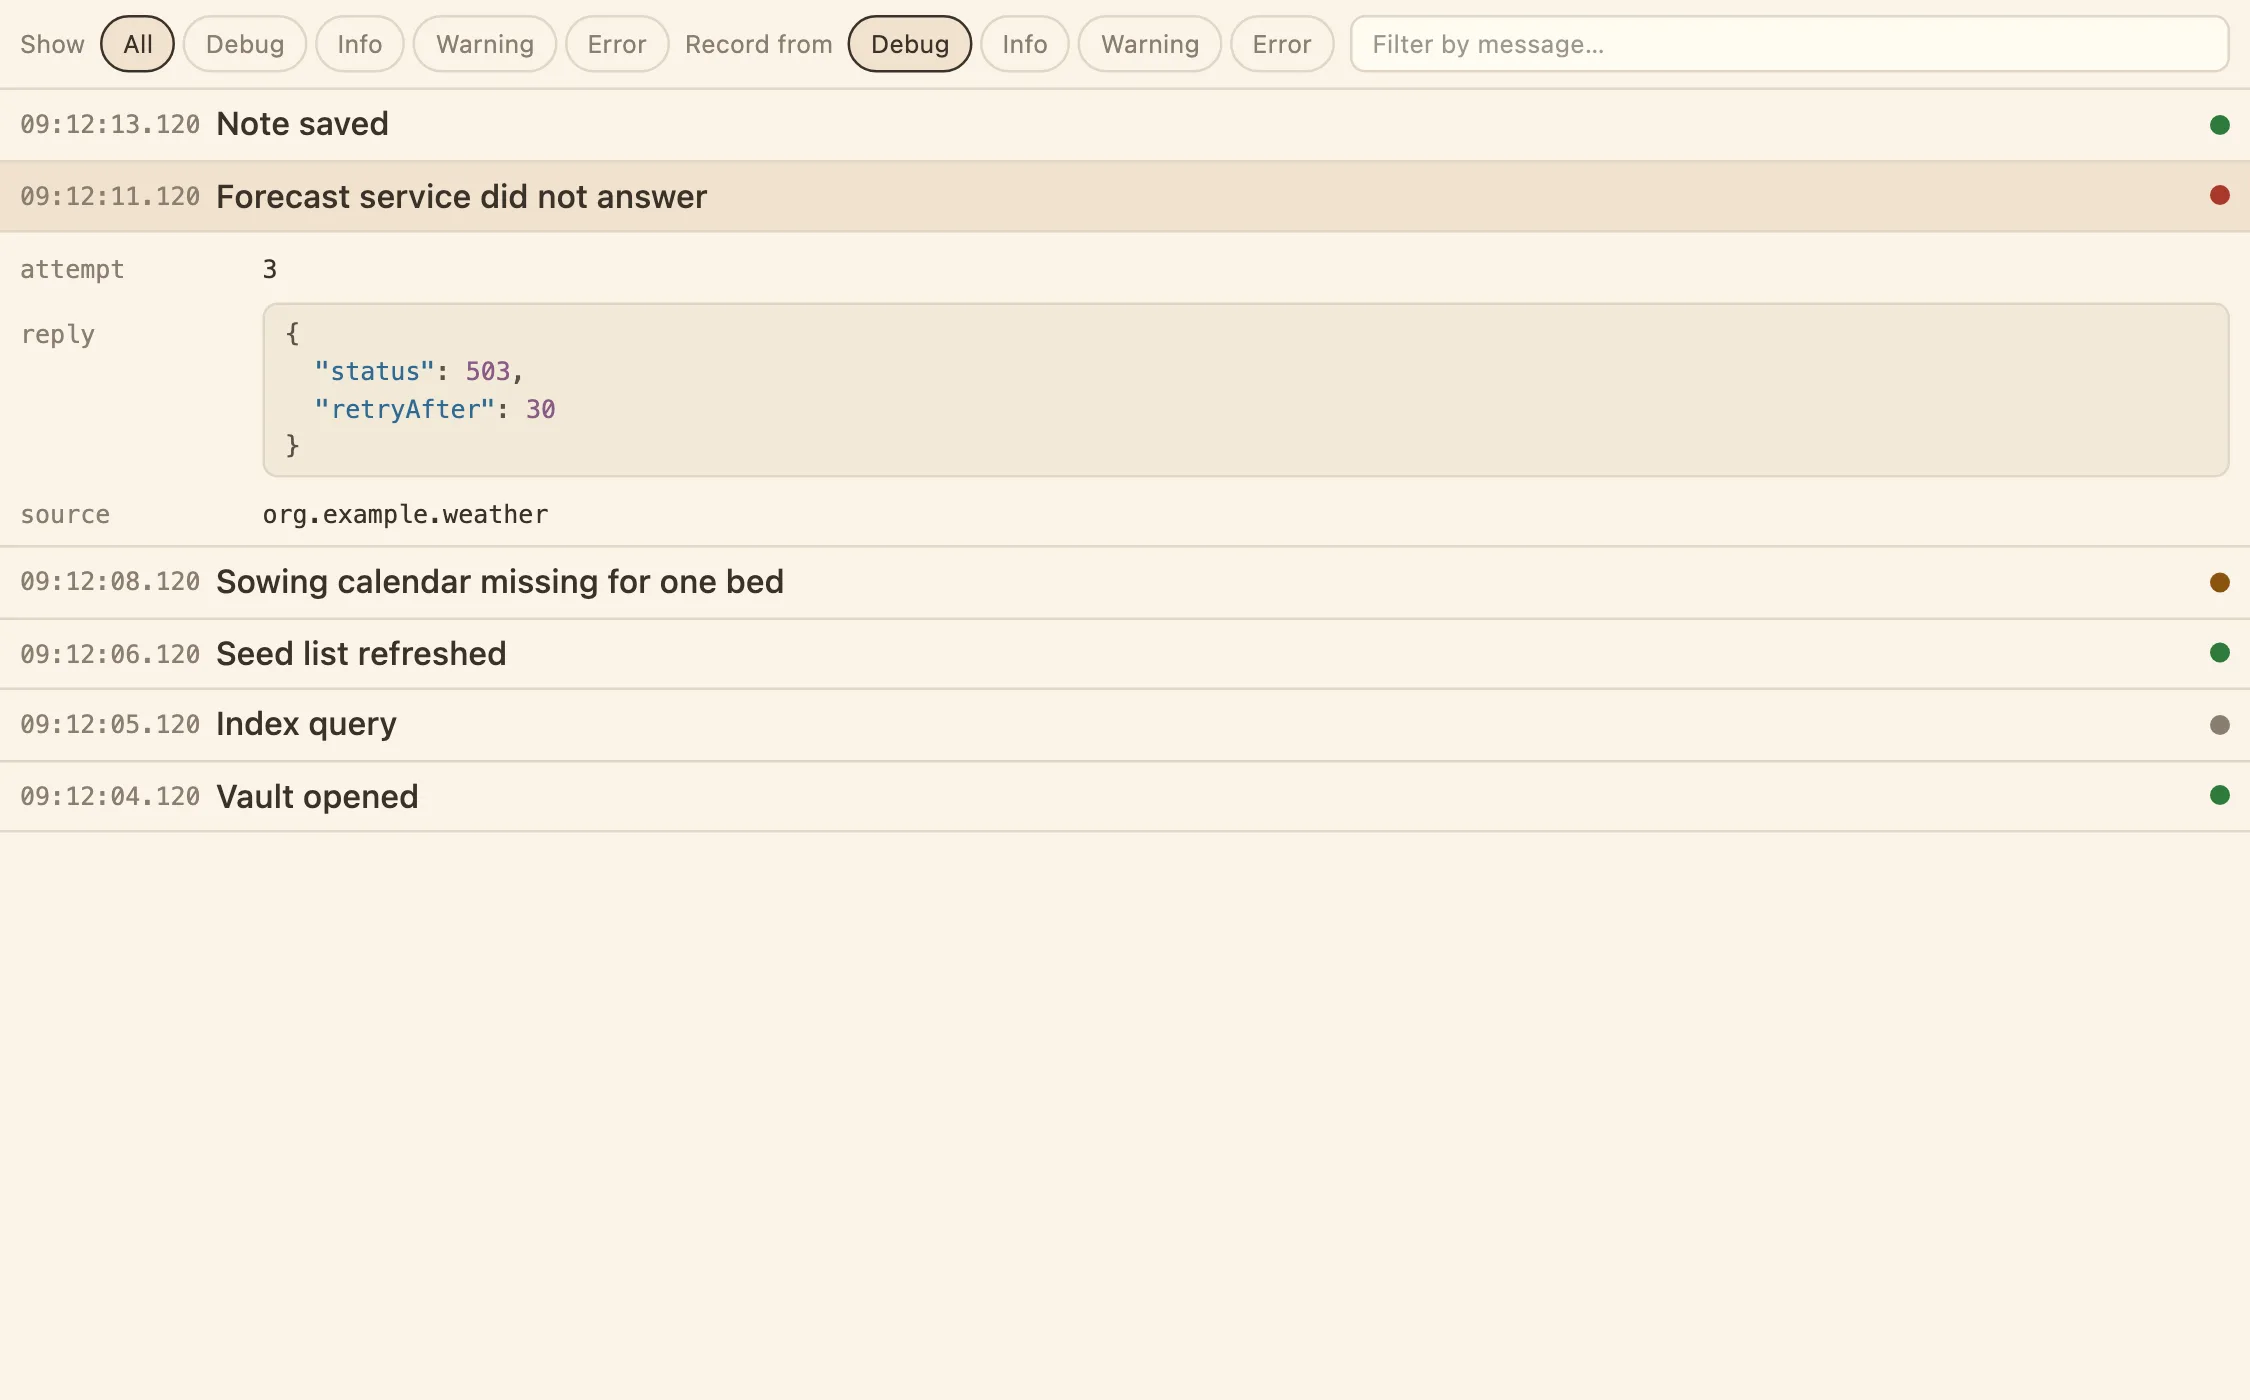 Show All Debug Info Warning Error Record from Debug Info Warning Error Filter by message...
09:12:13.120 Note saved
09:12:11.120 Forecast service did not answer
attempt 3
reply {
"status": 503,
"retryAfter": 30
}
source org.example.weather
09:12:08.120 Sowing calendar missing for one bed
09:12:06.120 Seed list refreshed
09:12:05.120 Index query
09:12:04.120 Vault opened